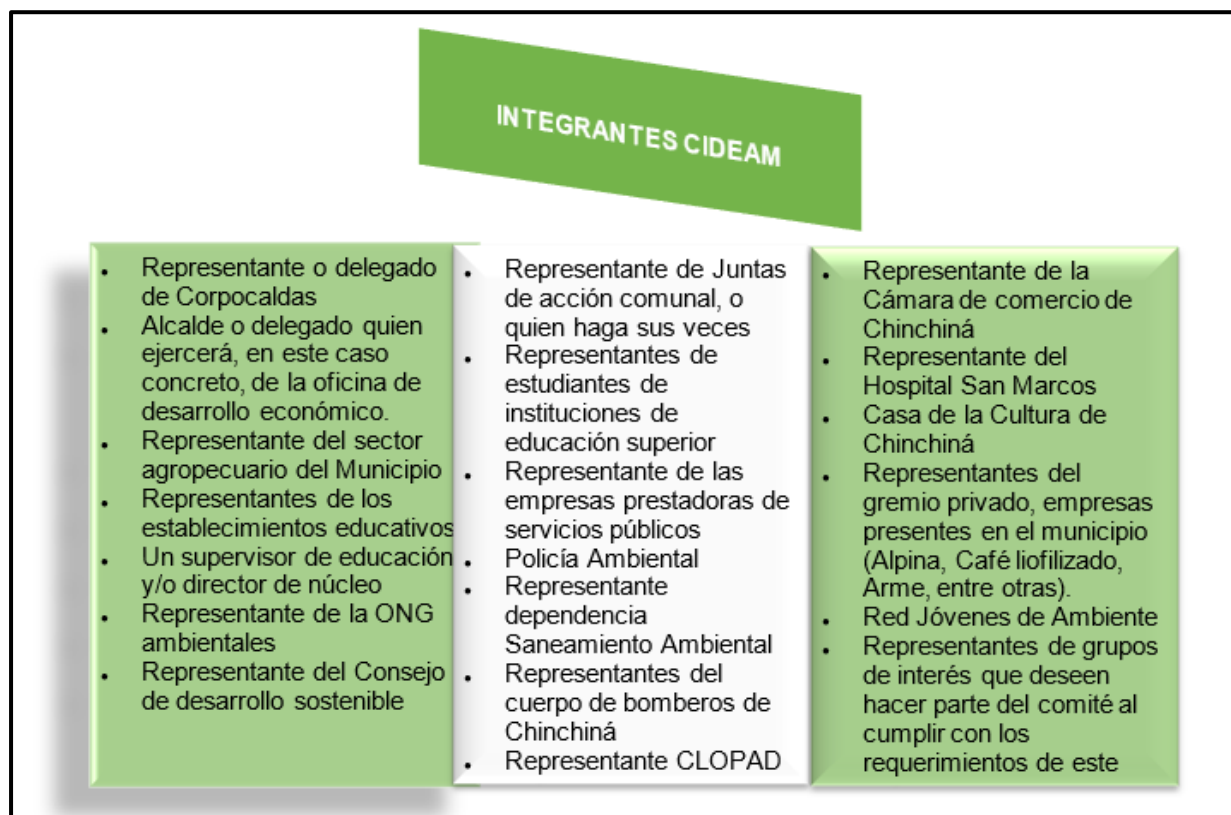 INTEGRANTES CIDEAM
• Representante o delegado
de Corpocaldas
• Alcalde o delegado quien
ejercerá, en este caso
concreto, de la oficina de
desarrollo económico.
• Representante del sector
agropecuario del Municipio
• Representantes de los
establecimientos educativos
• Un supervisor de educación
y/o director de núcleo
• Representante de la ONG
ambientales
• Representante del Consejo
de desarrollo sostenible
• Representante de Juntas
de acción comunal, o
quien haga sus veces
• Representantes de
estudiantes de
instituciones de
educación superior
• Representante de las
empresas prestadoras de
servicios públicos
• Policía Ambiental
• Representante
dependencia
Saneamiento Ambiental
• Representantes del
cuerpo de bomberos de
Chinchiná
• Representante CLOPAD
• Representante de la
Cámara de comercio de
Chinchiná
• Representante del
Hospital San Marcos
• Casa de la Cultura de
Chinchiná
• Representantes del
gremio privado, empresas
presentes en el municipio
(Alpina, Café liofilizado,
Arme, entre otras).
• Red Jóvenes de Ambiente
• Representantes de grupos
de interés que deseen
hacer parte del comité al
cumplir con los
requerimientos de este